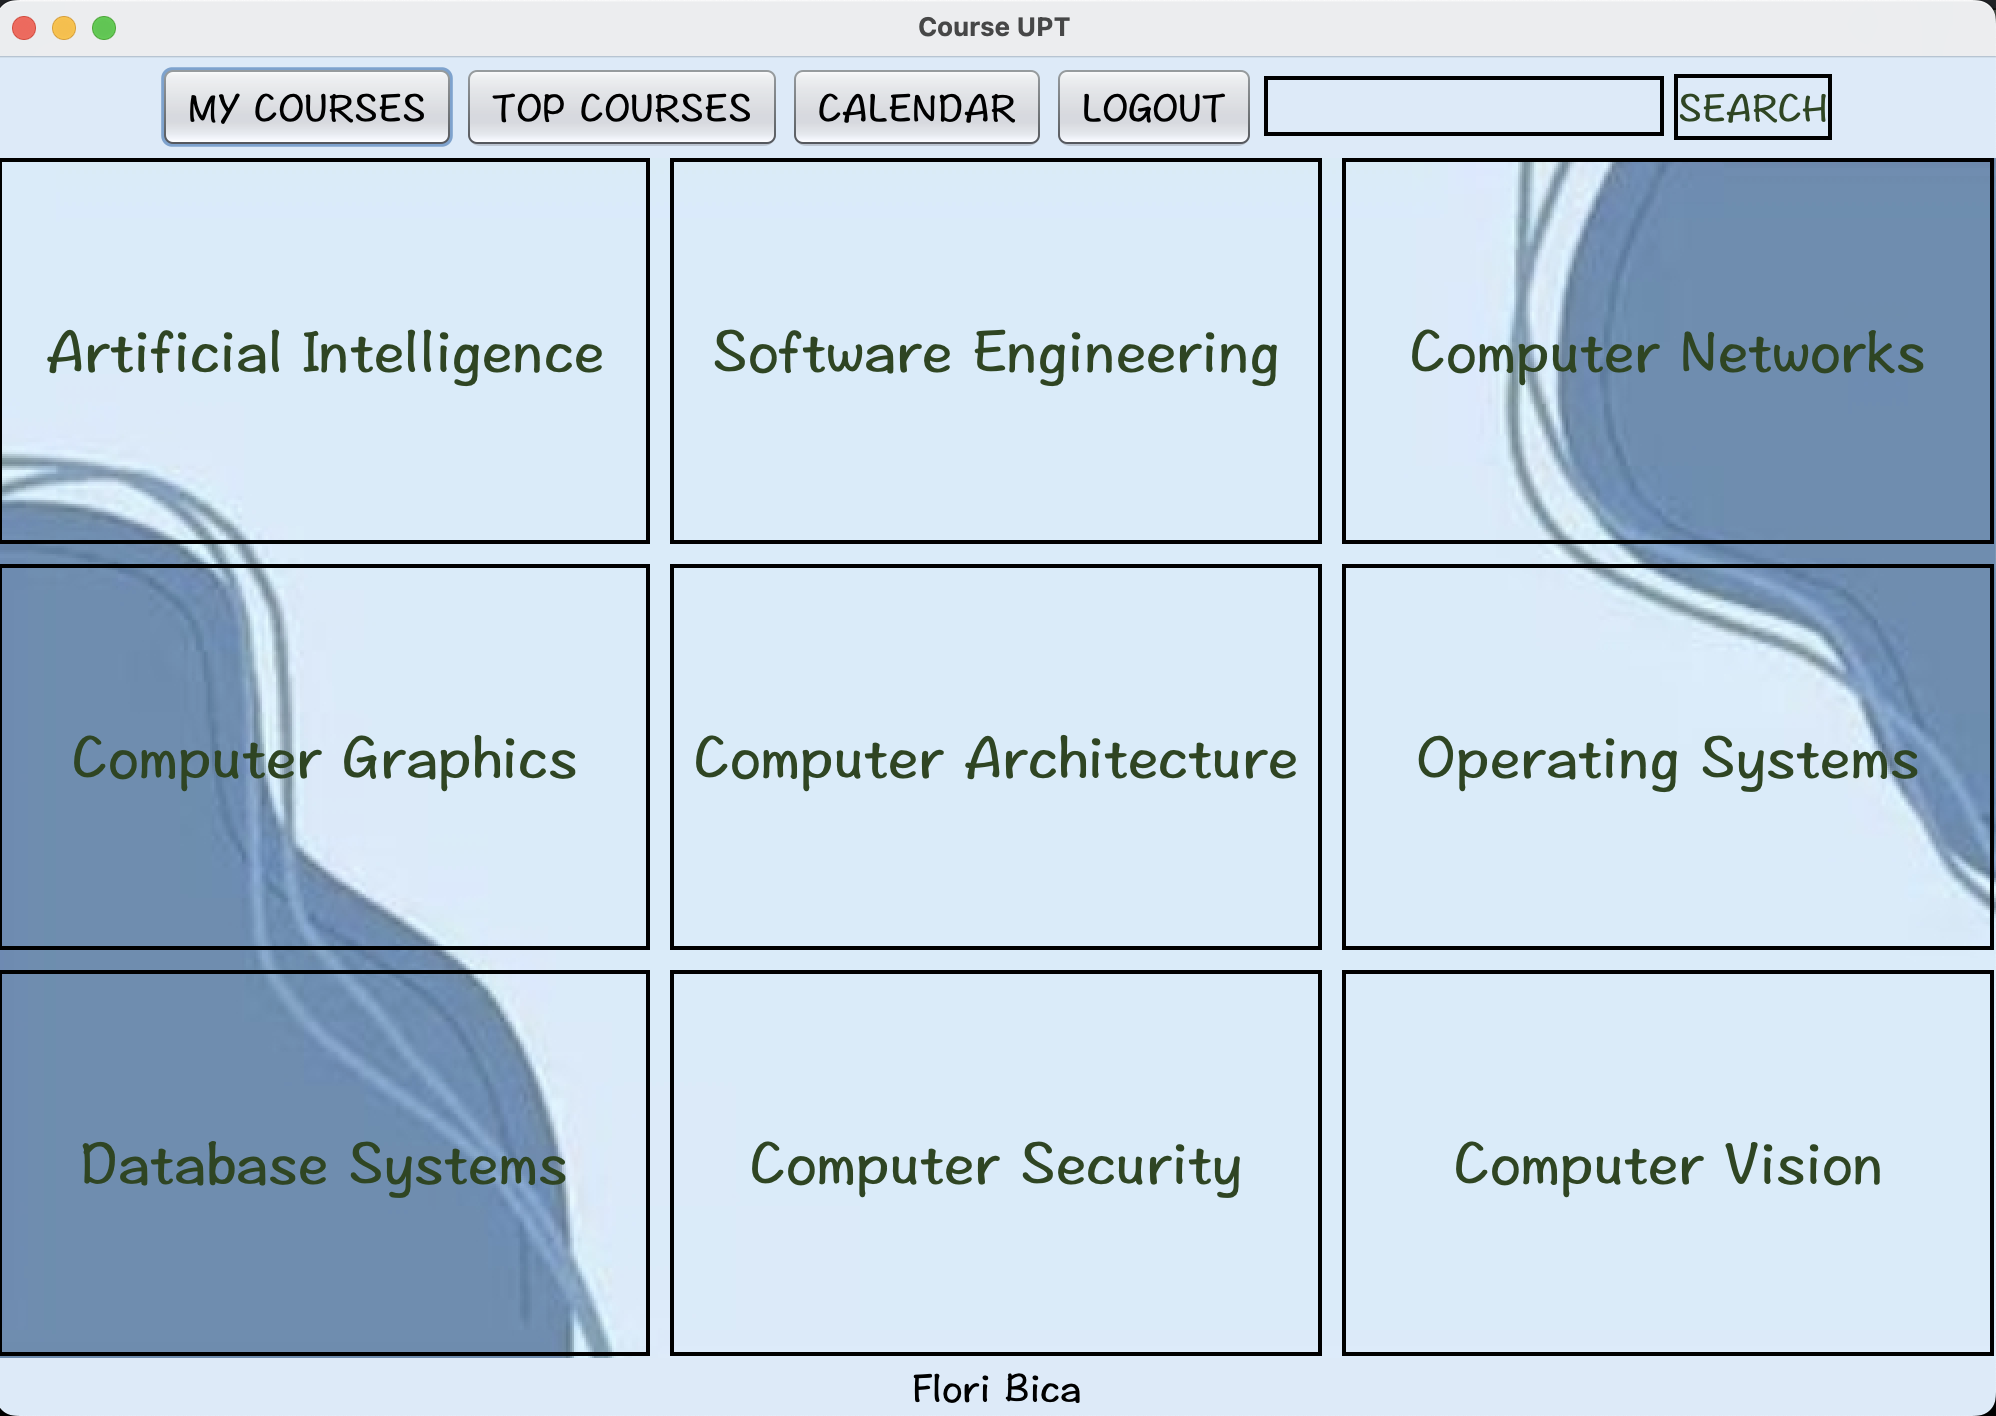 Course UPT
MY COURSES TOP COURSES CALENDAR LOGOUT SEARCH
Artificial Intelligence Software Engineering Computer Networks
Computer Graphics Computer Architecture Operating Systems
Database Systems Computer Security Computer Vision
Flori Bica